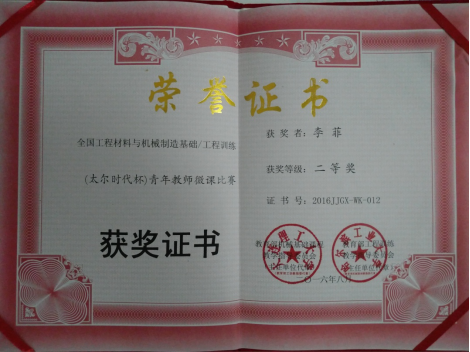 荣誉证书
全国工程材料与机械制造基础/工程训练
(太尔时代杯)青年教师微课比赛
获奖证书
获奖者：李菲
获奖等级：二等奖
证书号：2016JJGX-WK-012